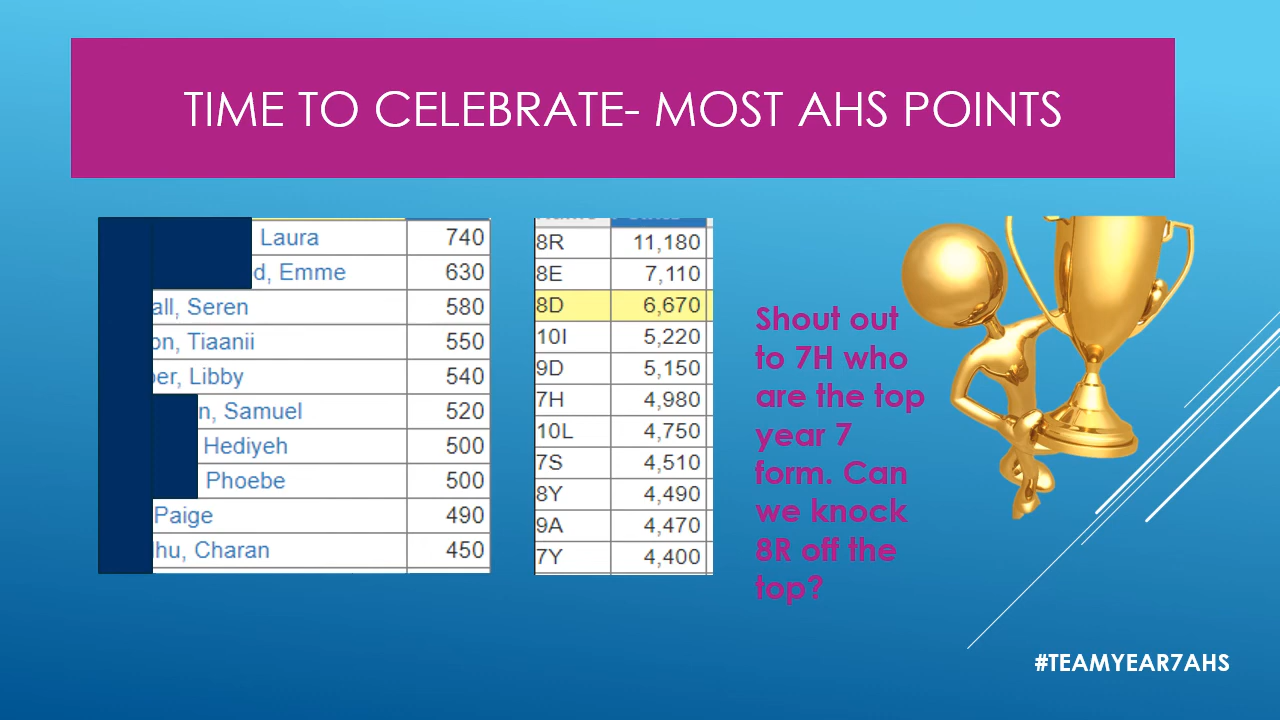 TIME TO CELEBRATE- MOST AHS POINTS
Laura 740
d, Emme 630
all, Seren 580
on, Tiaanii 550
er, Libby 540
n, Samuel 520
Hediyeh 500
Phoebe 500
Paige 490
hu, Charan 450
8R 11,180
8E 7,110
8D 6,670
10I 5,220
9D 5,150
7H 4,980
10L 4,750
7S 4,510
8Y 4,490
9A 4,470
7Y 4,400
Shout out
to 7H who
are the top
year 7
form. Can
we knock
8R off the
top?
#TEAMYEAR7AHS